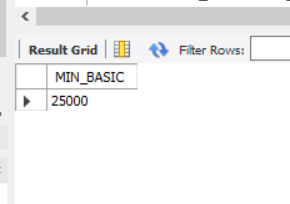 Result Grid Filter Rows:
MIN_BASIC
25000